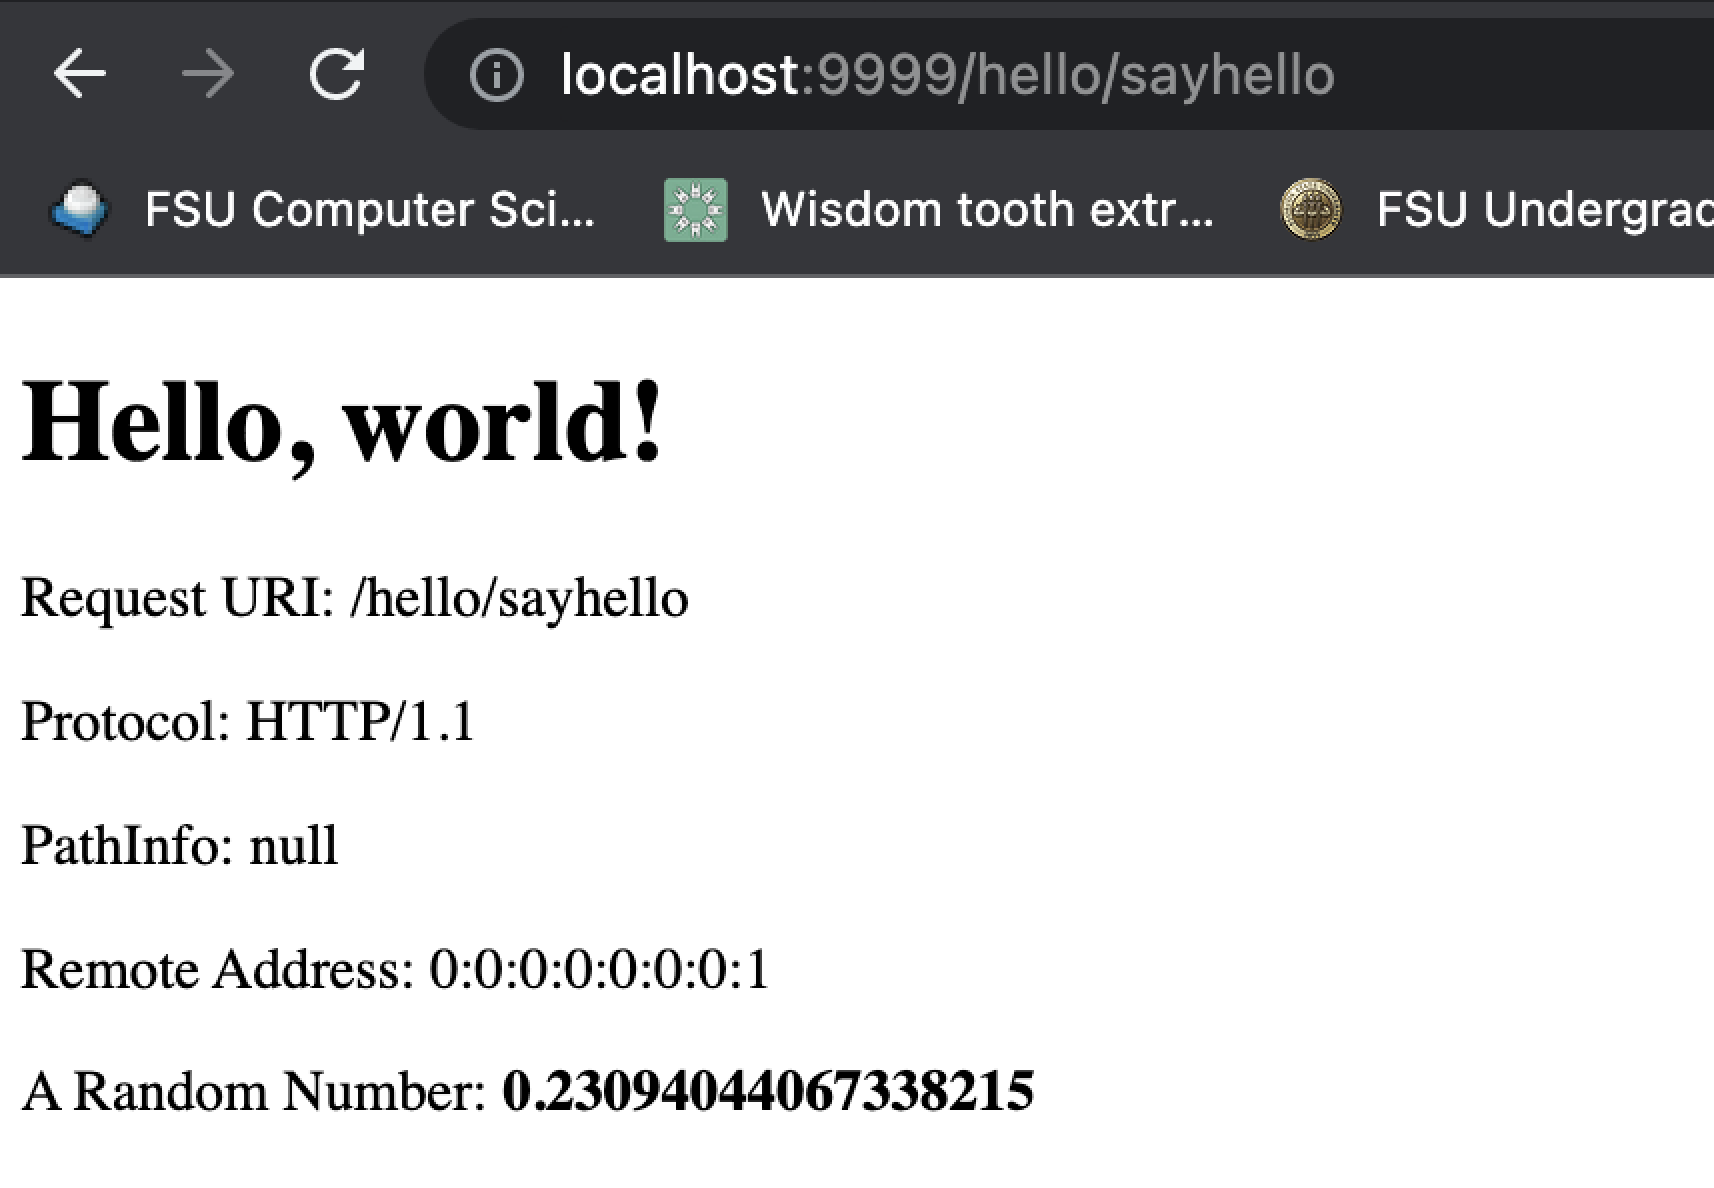 localhost:9999/hello/sayhello
FSU Computer Sci... Wisdom tooth extr... FSU Undergrad
Hello, world!
Request URI: /hello/sayhello
Protocol: HTTP/1.1
PathInfo: null
Remote Address: 0:0:0:0:0:0:0:1
A Random Number: 0.23094044067338215